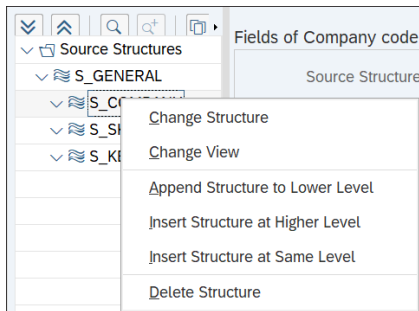 Fields of Company code
Source Structures
Source Structure
S_GENERAL
S_COMPANY
Change Structure
Change View
Append Structure to Lower Level
Insert Structure at Higher Level
Insert Structure at Same Level
Delete Structure